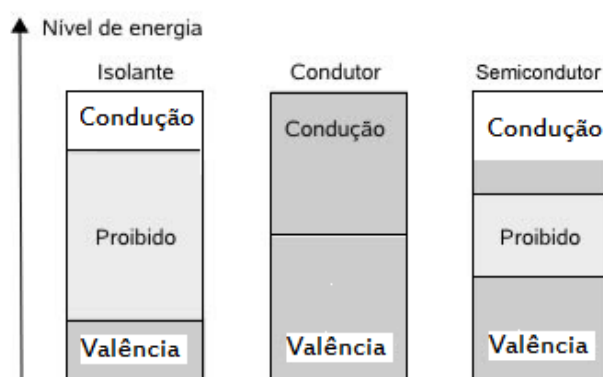 Nível de energia
Isolante Condutor Semicondutor
Condução Condução Condução
Proibido Proibido
Valência Valência Valência